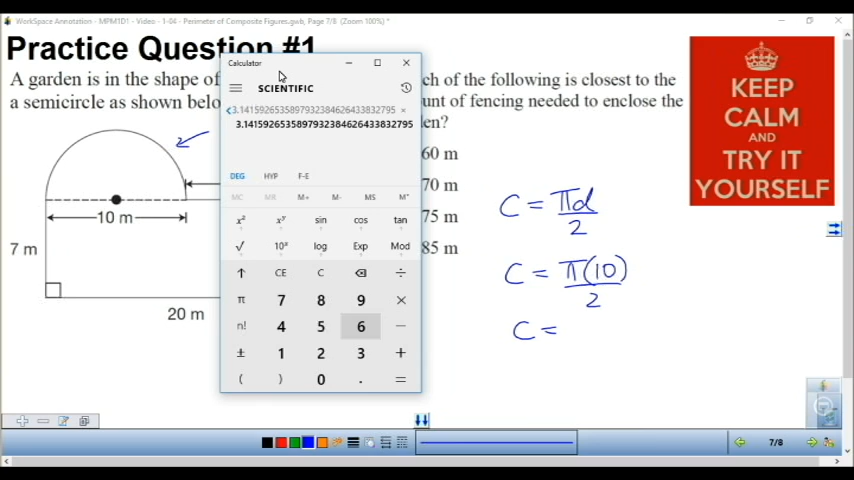 WorkSpace Annotation - MPM1D1 - Video - 1-04 - Perimeter of Composite Figures.gwb, Page 7/8 (Zoom 100%) *
Practice Question #1
A garden is in the shape of
ch of the following is closest to the
a semicircle as shown belo
unt of fencing needed to enclose the
den?
60 m
70 m
75 m
85 m
10 m
7 m
20 m
Calculator
SCIENTIFIC
3.1415926535897932384626433832795 ×
3.1415926535897932384626433832795
DEG HYP F-E
MC MR M+ M- MS M˅
x² xʸ sin cos tan
√ 10ˣ log Exp Mod
↑ CE C ⌫ ÷
π 7 8 9 ×
n! 4 5 6 −
± 1 2 3 +
( ) 0 . =
KEEP
CALM
AND
TRY IT
YOURSELF
C = πd/2
C = π(10)/2
C =
7/8